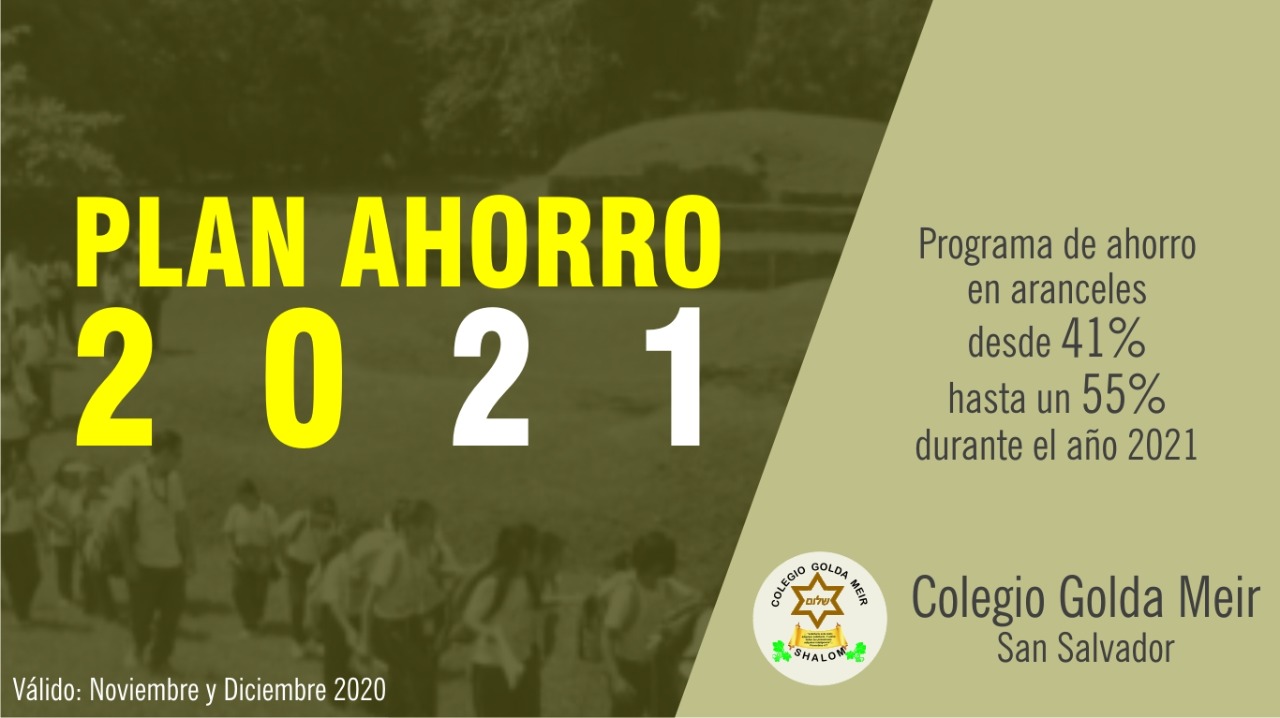 PLAN AHORRO
2 0 2 1
Programa de ahorro
en aranceles
desde 41%
hasta un 55%
durante el año 2021
COLEGIO GOLDA MEIR
שלום
SHALOM
Colegio Golda Meir
San Salvador
Válido: Noviembre y Diciembre 2020